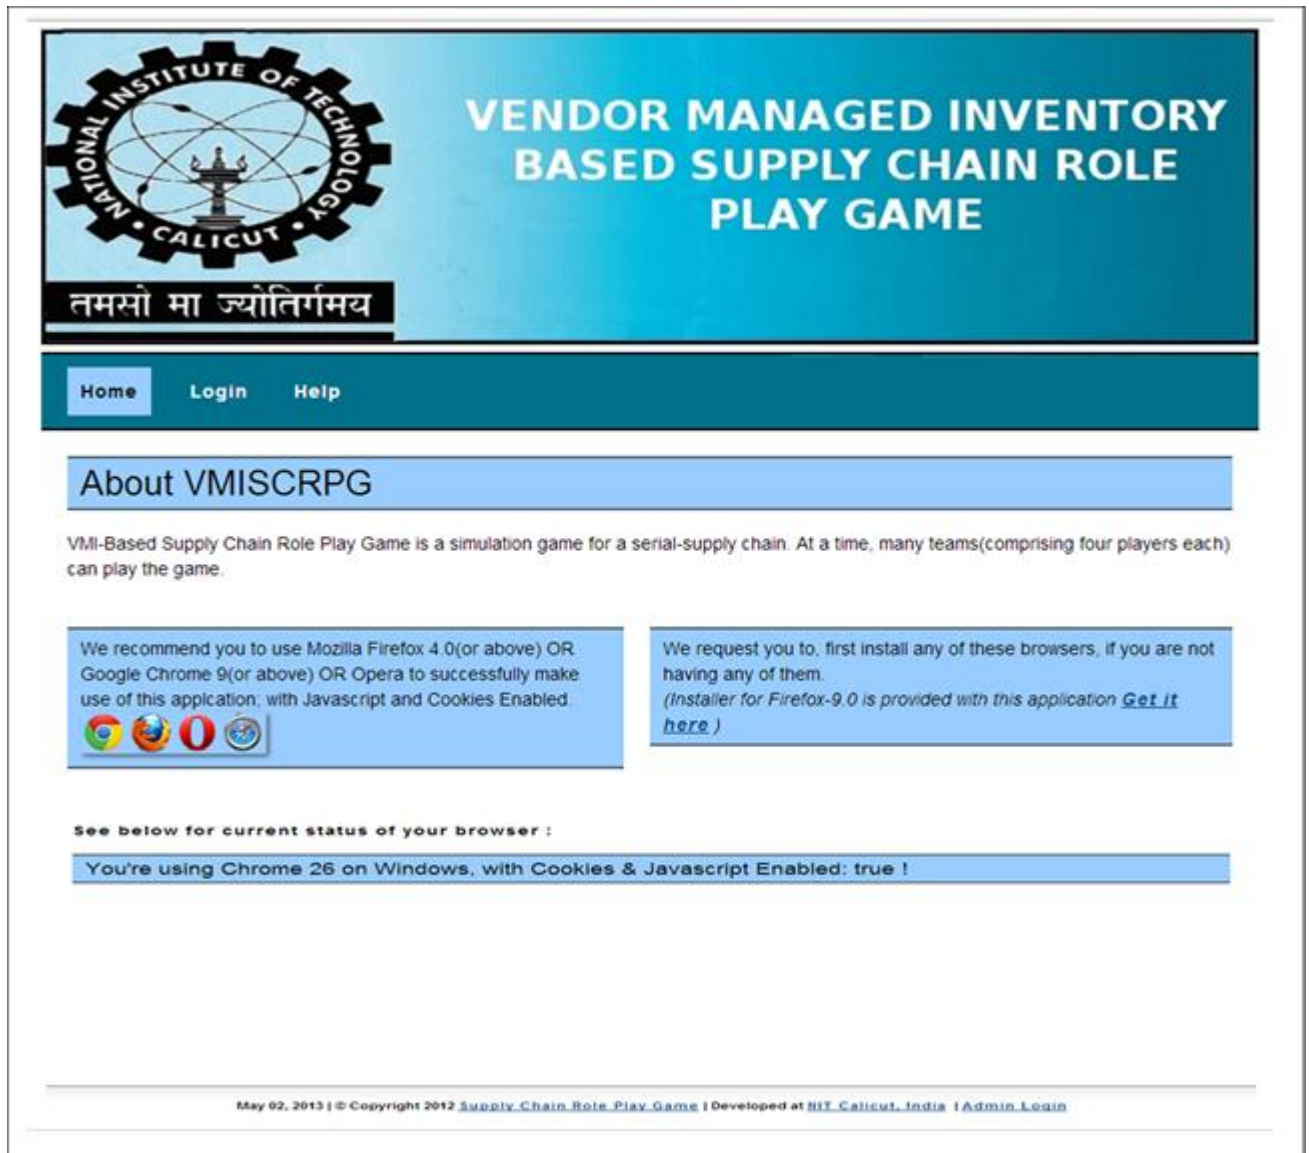 NATIONAL INSTITUTE OF TECHNOLOGY
• CALICUT •
तमसो मा ज्योतिर्गमय
VENDOR MANAGED INVENTORY
BASED SUPPLY CHAIN ROLE
PLAY GAME
Home Login Help
About VMISCRPG
VMI-Based Supply Chain Role Play Game is a simulation game for a serial-supply chain. At a time, many teams(comprising four players each)
can play the game.
We recommend you to use Mozilla Firefox 4.0(or above) OR
Google Chrome 9(or above) OR Opera to successfully make
use of this applcation; with Javascript and Cookies Enabled.
We request you to, first install any of these browsers, if you are not
having any of them.
(Installer for Firefox-9.0 is provided with this application Get it
here )
See below for current status of your browser :
You're using Chrome 26 on Windows, with Cookies & Javascript Enabled: true !
May 02, 2013 | © Copyright 2012 Supply Chain Role Play Game | Developed at NIT Calicut, India | Admin Login